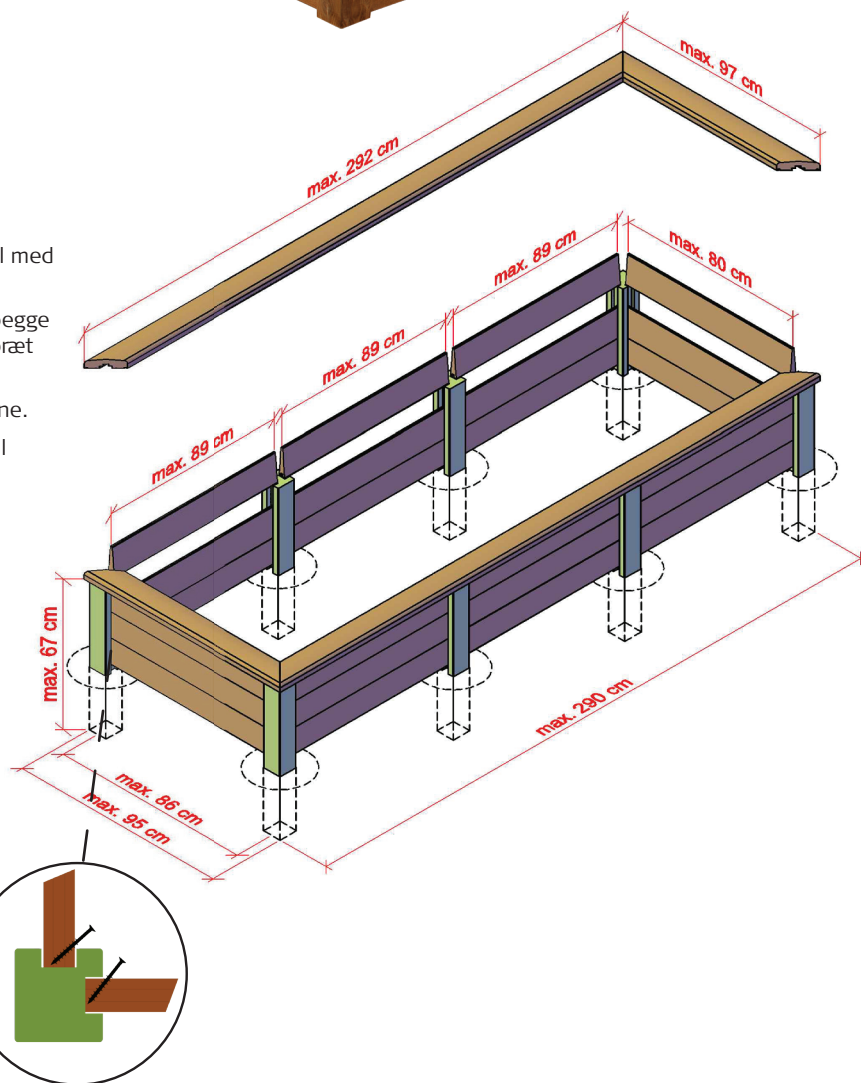 max. 97 cm
max. 292 cm
l med
egge
ræt
ne.
l
max. 89 cm
max. 80 cm
max. 89 cm
max. 89 cm
max. 67 cm
max. 290 cm
max. 86 cm
max. 95 cm